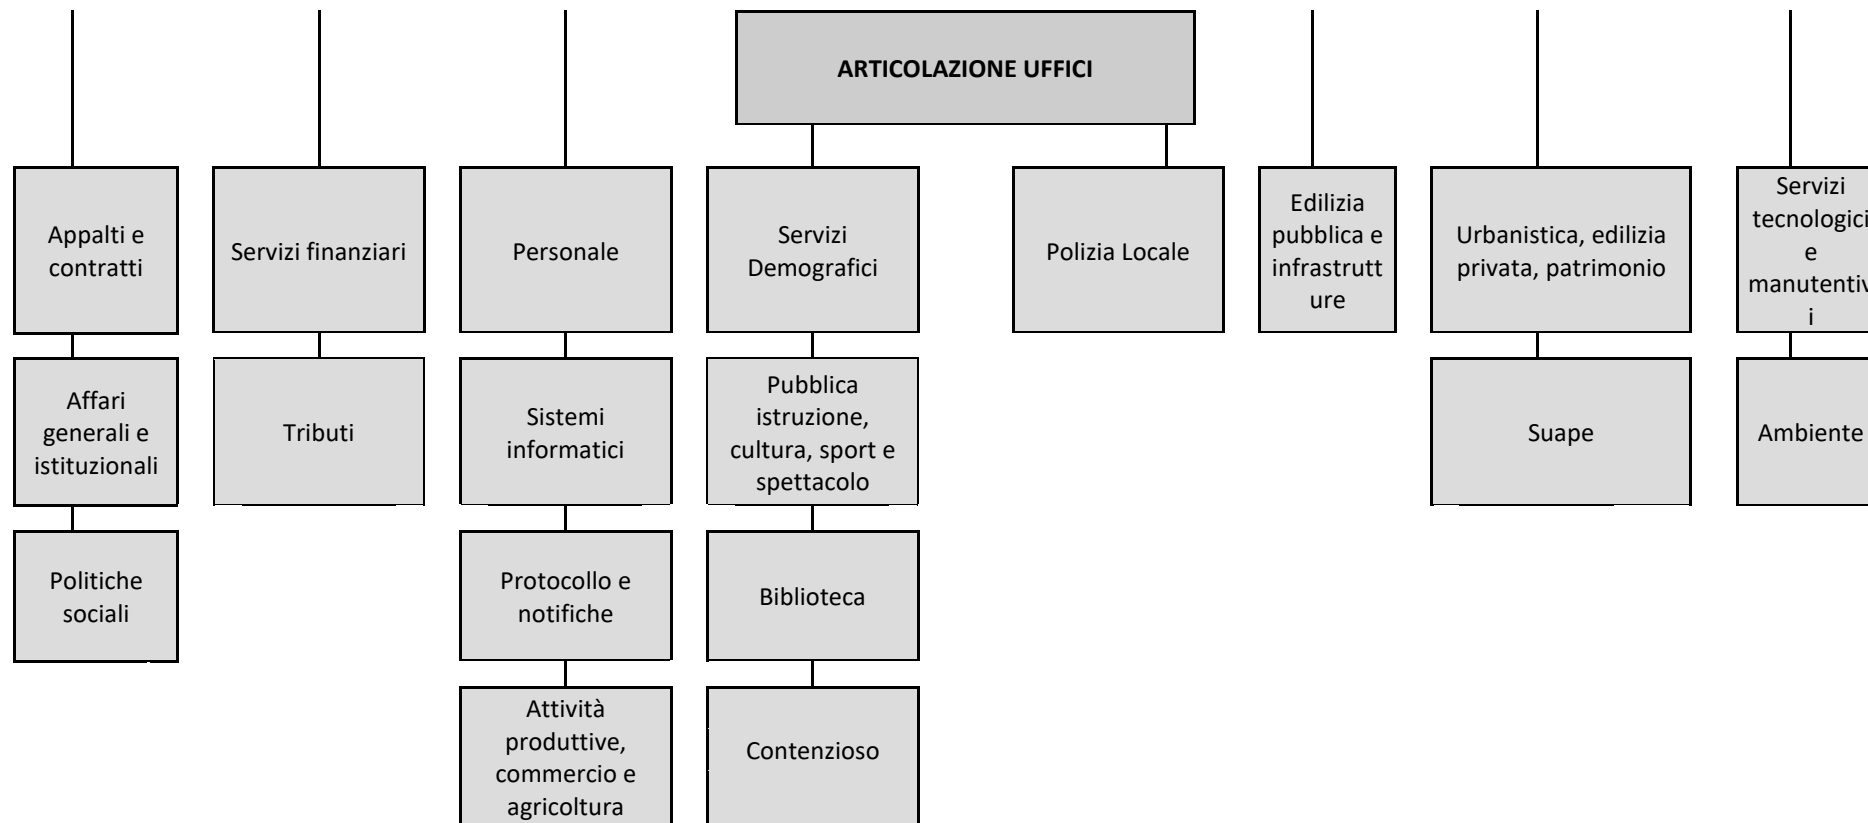 ARTICOLAZIONE UFFICI
Appalti e
contratti
Servizi finanziari
Personale
Servizi
Demografici
Polizia Locale
Edilizia
pubblica e
infrastrutt
ure
Urbanistica, edilizia
privata, patrimonio
Servizi
tecnologici
e
manutentiv
i
Affari
generali e
istituzionali
Tributi
Sistemi
informatici
Pubblica
istruzione,
cultura, sport e
spettacolo
Suape
Ambiente
Politiche
sociali
Protocollo e
notifiche
Biblioteca
Attività
produttive,
commercio e
agricoltura
Contenzioso